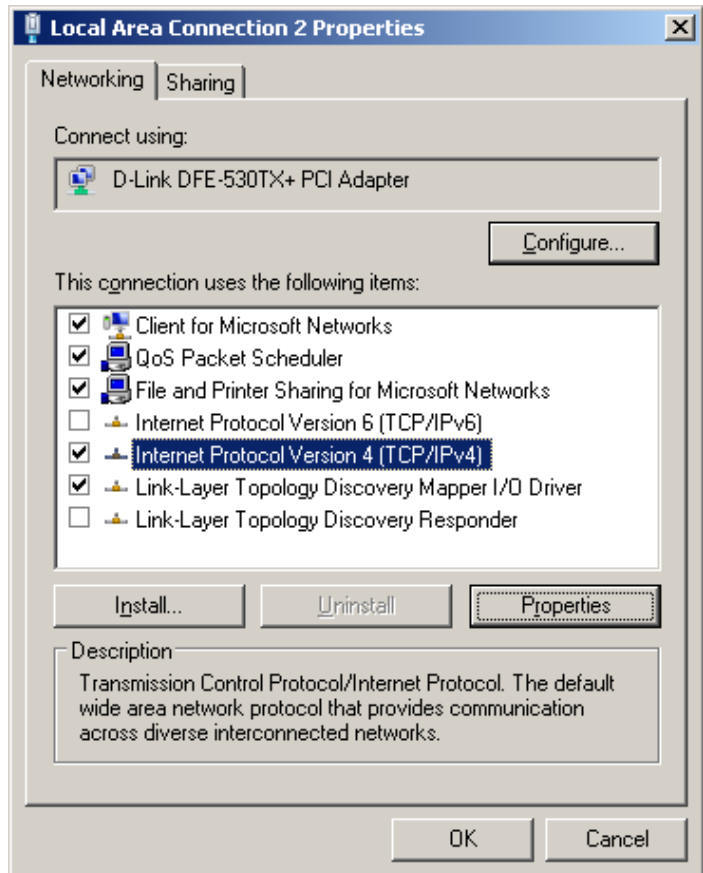 Local Area Connection 2 Properties
Networking
Sharing
Connect using:
D-Link DFE-530TX+ PCI Adapter
Configure...
This connection uses the following items:
Client for Microsoft Networks
QoS Packet Scheduler
File and Printer Sharing for Microsoft Networks
Internet Protocol Version 6 (TCP/IPv6)
Internet Protocol Version 4 (TCP/IPv4)
Link-Layer Topology Discovery Mapper I/O Driver
Link-Layer Topology Discovery Responder
Install...
Uninstall
Properties
Description
Transmission Control Protocol/Internet Protocol. The default
wide area network protocol that provides communication
across diverse interconnected networks.
OK
Cancel